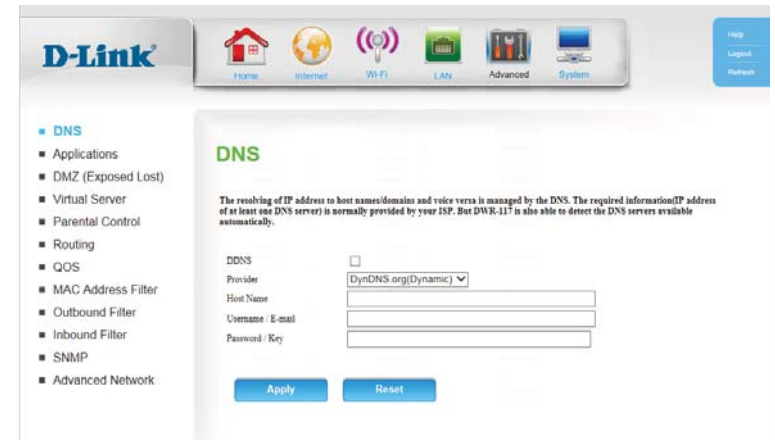 D-Link
Home
Internet
Wi-Fi
LAN
Advanced
System
Help
Logout
Refresh
DNS
Applications
DMZ (Exposed Lost)
Virtual Server
Parental Control
Routing
QOS
MAC Address Filter
Outbound Filter
Inbound Filter
SNMP
Advanced Network
DNS
The resolving of IP address to host names/domains and voice versa is managed by the DNS. The required information(IP address
of at least one DNS server) is normally provided by your ISP. But DWR-117 is also able to detect the DNS servers available
automatically.
DDNS
Provider DynDNS.org(Dynamic)
Host Name
Username / E-mail
Password / Key
Apply Reset